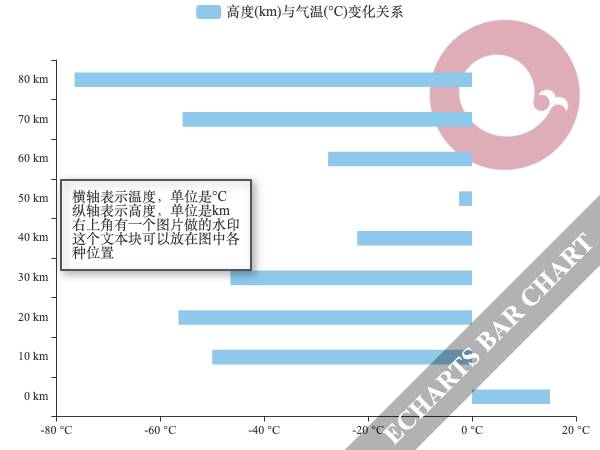 高度(km)与气温(°C)变化关系
80 km
70 km
60 km
50 km
40 km
30 km
20 km
10 km
0 km
横轴表示温度，单位是°C
纵轴表示高度，单位是km
右上角有一个图片做的水印
这个文本块可以放在图中各
种位置
ECHARTS BAR CHART
-80 °C
-60 °C
-40 °C
-20 °C
0 °C
20 °C